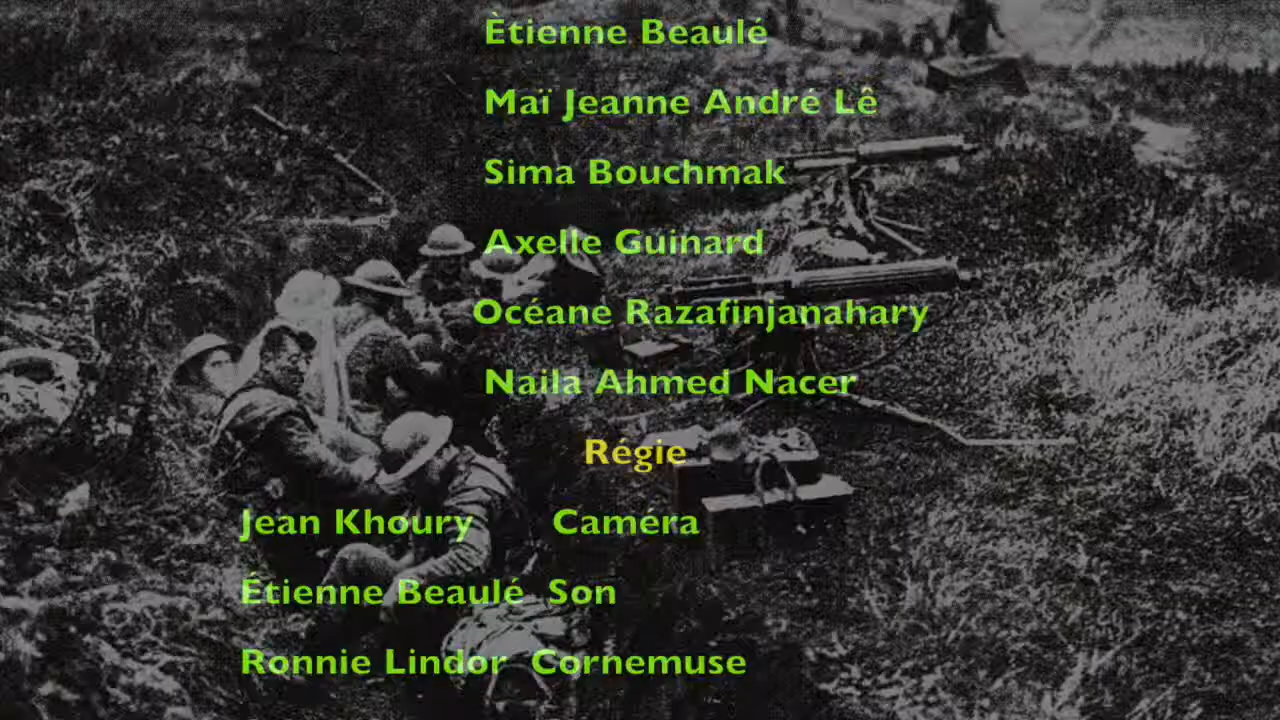 Ètienne Beaulé
Maï Jeanne André Lê
Sima Bouchmak
Axelle Guinard
Océane Razafinjanahary
Naila Ahmed Nacer
Régie
Jean Khoury Caméra
Étienne Beaulé Son
Ronnie Lindor Cornemuse